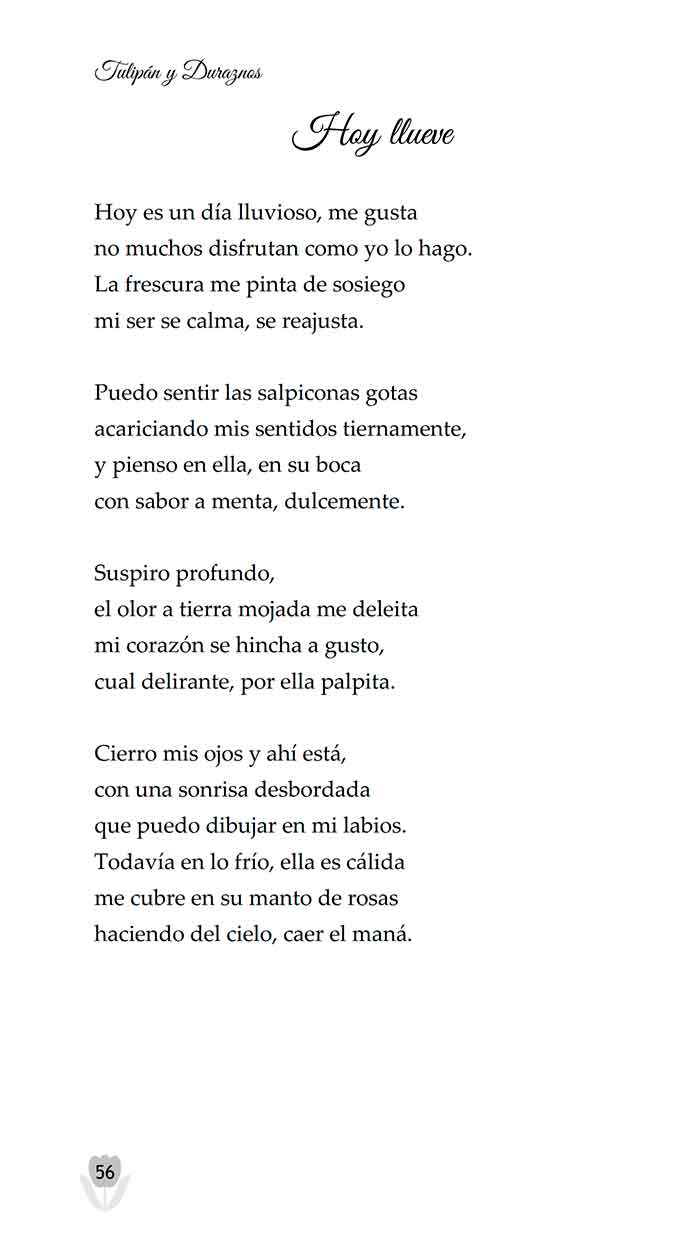 Tulipán y Duraznos
Hoy llueve
Hoy es un día lluvioso, me gusta
no muchos disfrutan como yo lo hago.
La frescura me pinta de sosiego
mi ser se calma, se reajusta.
Puedo sentir las salpiconas gotas
acariciando mis sentidos tiernamente,
y pienso en ella, en su boca
con sabor a menta, dulcemente.
Suspiro profundo,
el olor a tierra mojada me deleita
mi corazón se hincha a gusto,
cual delirante, por ella palpita.
Cierro mis ojos y ahí está,
con una sonrisa desbordada
que puedo dibujar en mi labios.
Todavía en lo frío, ella es cálida
me cubre en su manto de rosas
haciendo del cielo, caer el maná.
56